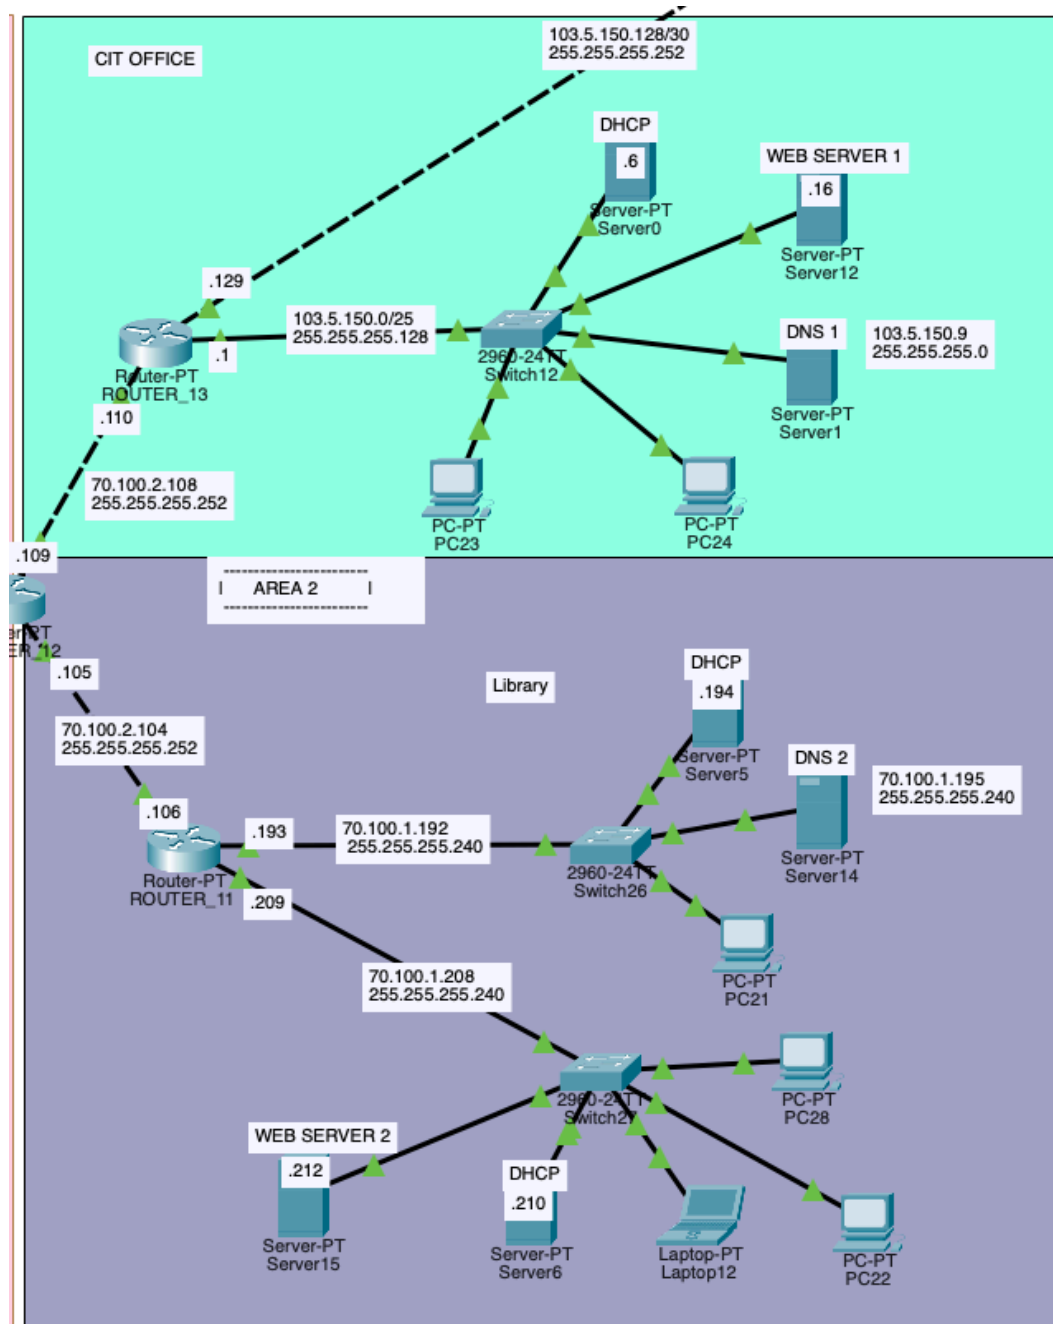 103.5.150.128/30
255.255.255.252
CIT OFFICE
DHCP
.6
Server-PT
Server0
WEB SERVER 1
.16
Server-PT
Server12
.129
103.5.150.0/25
255.255.255.128
.1
Router-PT
ROUTER_13
2960-24TT
Switch12
DNS 1
103.5.150.9
255.255.255.0
Server-PT
Server1
.110
70.100.2.108
255.255.255.252
PC-PT
PC23
PC-PT
PC24
.109
------------------------
| AREA 2 |
------------------------
.105
Library
DHCP
.194
Server-PT
Server5
70.100.2.104
255.255.255.252
DNS 2
70.100.1.195
255.255.255.240
Server-PT
Server14
.106
.193
70.100.1.192
255.255.255.240
2960-24TT
Switch26
Router-PT
ROUTER_11
.209
PC-PT
PC21
70.100.1.208
255.255.255.240
2960-24TT
Switch27
PC-PT
PC28
WEB SERVER 2
.212
Server-PT
Server15
DHCP
.210
Server-PT
Server6
Laptop-PT
Laptop12
PC-PT
PC22